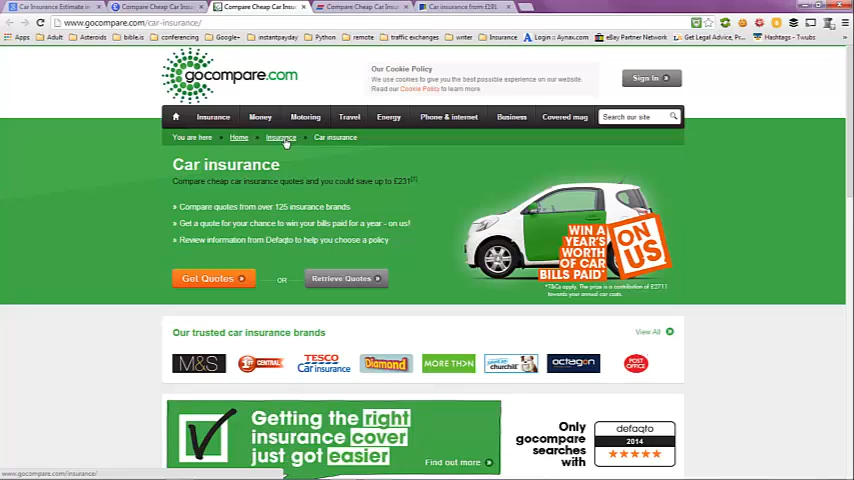 Car Insurance Estimate in
Compare Cheap Car Ins
Compare Cheap Car Insu
Compare Cheap Car Ins
Car insurance from £191
www.gocompare.com/car-insurance/
Apps Adult Asteroids bible.is conferencing Google+ instantpayday Python remote traffic exchanges writer Insurance Login :: Aynax.com eBay Partner Network Get Legal Advice, Pr... Hashtags - Twubs
gocompare.com
Our Cookie Policy
We use cookies to give you the best possible experience on our website.
Read our Cookie Policy to learn more
Sign In
Insurance Money Motoring Travel Energy Phone & internet Business Covered mag Search our site
You are here » Home » Insurance » Car insurance
Car insurance
Compare cheap car insurance quotes and you could save up to £231[1]
» Compare quotes from over 125 insurance brands
» Get a quote for your chance to win your bills paid for a year - on us!
» Review information from Defaqto to help you choose a policy
Get Quotes OR Retrieve Quotes
WIN A
YEAR'S
WORTH
OF CAR
BILLS PAID*
ON
US
*T&Cs apply. The prize is a contribution of £2711
towards your annual car costs.
Our trusted car insurance brands
View All
M&S
1ST CENTRAL
TESCO
Car insurance
Diamond
MORE TH>N
churchill
octagon
POST
OFFICE
Getting the right
insurance cover
just got easier
Find out more
Only
gocompare
searches
with
defaqto
2014
www.gocompare.com/insurance/